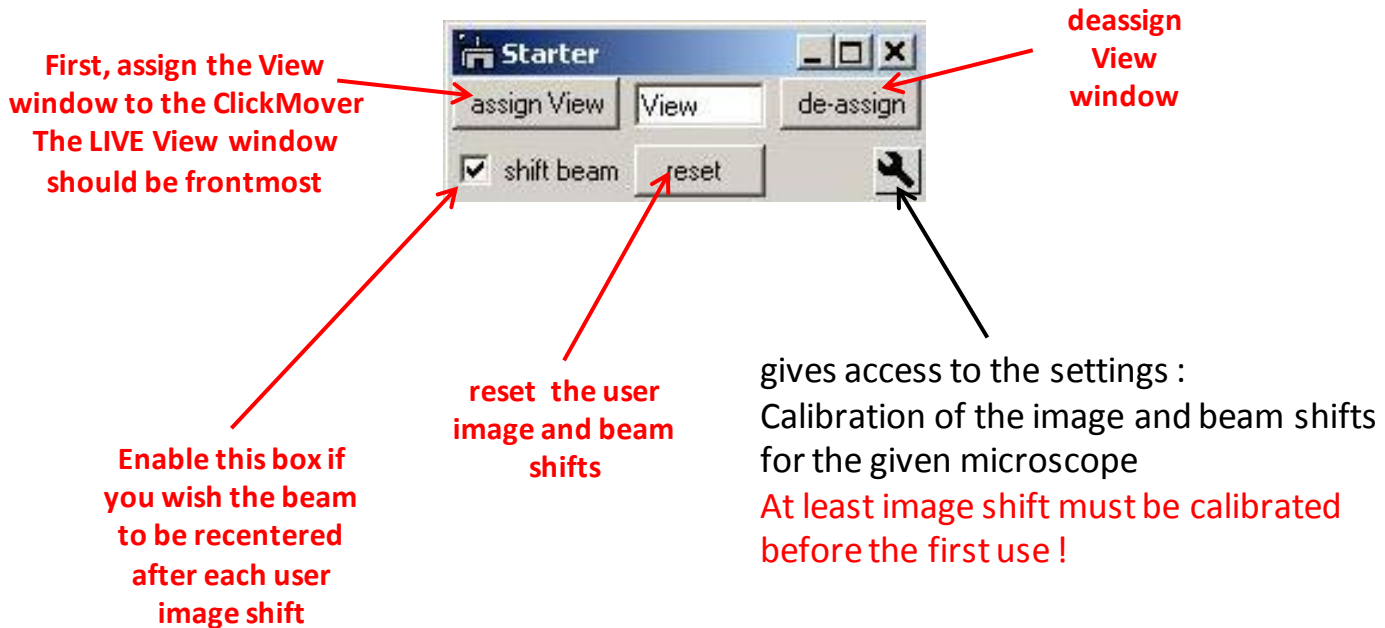 deassign
View
window
First, assign the View
window to the ClickMover
The LIVE View window
should be frontmost
Starter
assign View View de-assign
shift beam reset
reset the user
image and beam
shifts
gives access to the settings :
Calibration of the image and beam shifts
for the given microscope
At least image shift must be calibrated
before the first use !
Enable this box if
you wish the beam
to be recentered
after each user
image shift